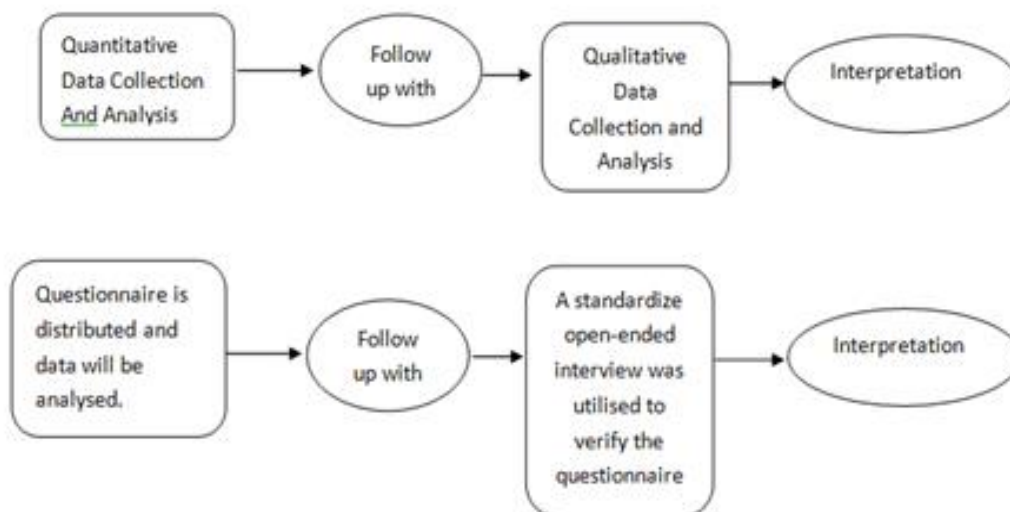 Quantitative
Data Collection
And Analysis
Follow
up with
Qualitative
Data
Collection and
Analysis
Interpretation
Questionnaire is
distributed and
data will be
analysed.
Follow
up with
A standardize
open-ended
interview was
utilised to
verify the
questionnaire
Interpretation